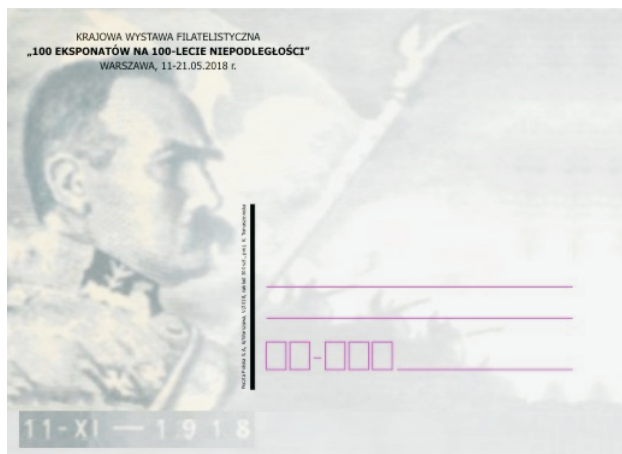 KRAJOWA WYSTAWA FILATELISTYCZNA
„100 EKSPONATÓW NA 100-LECIE NIEPODLEGŁOŚCI”
WARSZAWA, 11-21.05.2018 r.
11-XI — 1918